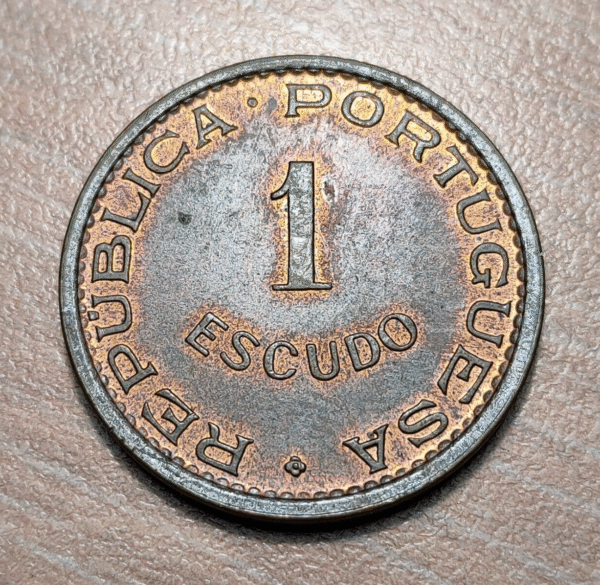 REPÚBLICA · PORTUGUESA
1
ESCUDO